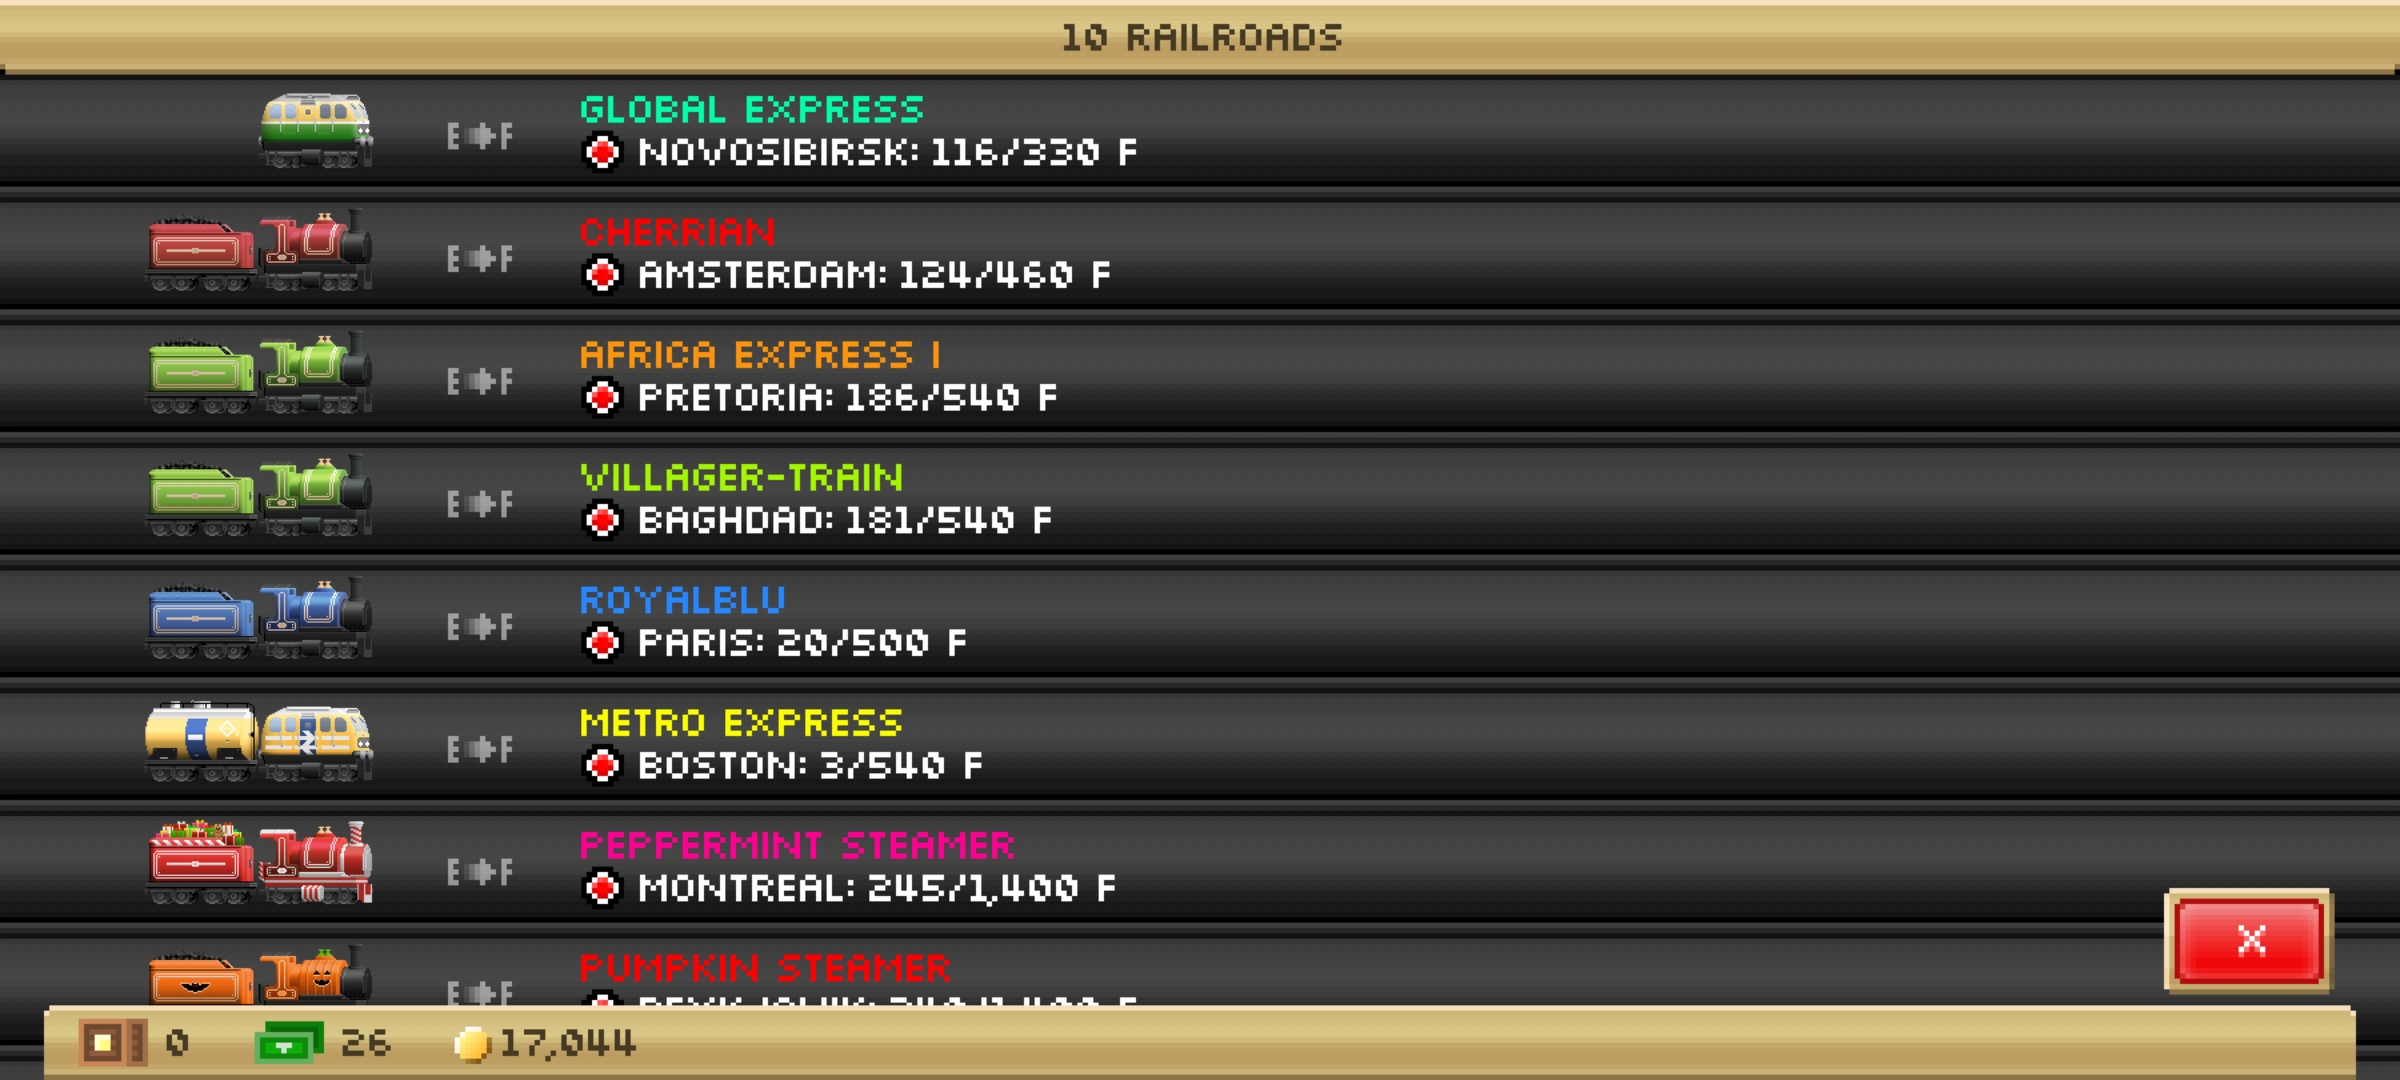 10 RAILROADS
E F
GLOBAL EXPRESS
NOVOSIBIRSK: 116/330 F
E F
CHERRIAN
AMSTERDAM: 124/460 F
E F
AFRICA EXPRESS I
PRETORIA: 186/540 F
E F
VILLAGER-TRAIN
BAGHDAD: 181/540 F
E F
ROYALBLU
PARIS: 20/500 F
E F
METRO EXPRESS
BOSTON: 3/540 F
E F
PEPPERMINT STEAMER
MONTREAL: 245/1,400 F
E F
PUMPKIN STEAMER
X
0 26 17,044